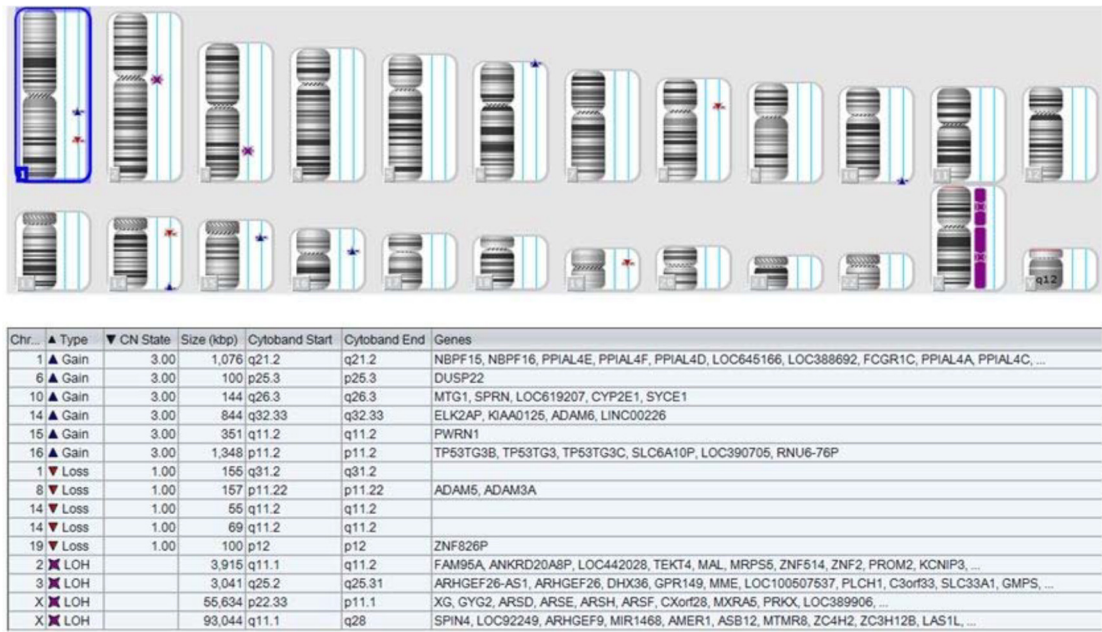 1
q12
Chr... ▲ Type ▼ CN State Size (kbp) Cytoband Start Cytoband End Genes
1 ▲ Gain 3.00 1,076 q21.2 q21.2 NBPF15, NBPF16, PPIAL4E, PPIAL4F, PPIAL4D, LOC645166, LOC388692, FCGR1C, PPIAL4A, PPIAL4C, ...
6 ▲ Gain 3.00 100 p25.3 p25.3 DUSP22
10 ▲ Gain 3.00 144 q26.3 q26.3 MTG1, SPRN, LOC619207, CYP2E1, SYCE1
14 ▲ Gain 3.00 844 q32.33 q32.33 ELK2AP, KIAA0125, ADAM6, LINC00226
15 ▲ Gain 3.00 351 q11.2 q11.2 PWRN1
16 ▲ Gain 3.00 1,348 p11.2 p11.2 TP53TG3B, TP53TG3, TP53TG3C, SLC6A10P, LOC390705, RNU6-76P
1 ▼ Loss 1.00 155 q31.2 q31.2
8 ▼ Loss 1.00 157 p11.22 p11.22 ADAM5, ADAM3A
14 ▼ Loss 1.00 55 q11.2 q11.2
14 ▼ Loss 1.00 69 q11.2 q11.2
19 ▼ Loss 1.00 100 p12 p12 ZNF826P
2 LOH 3,915 q11.1 q11.2 FAM95A, ANKRD20A8P, LOC442028, TEKT4, MAL, MRPS5, ZNF514, ZNF2, PROM2, KCNIP3, ...
3 LOH 3,041 q25.2 q25.31 ARHGEF26-AS1, ARHGEF26, DHX36, GPR149, MME, LOC100507537, PLCH1, C3orf33, SLC33A1, GMPS, ...
X LOH 55,634 p22.33 p11.1 XG, GYG2, ARSD, ARSE, ARSH, ARSF, CXorf28, MXRA5, PRKX, LOC389906, ...
X LOH 93,044 q11.1 q28 SPIN4, LOC92249, ARHGEF9, MIR1468, AMER1, ASB12, MTMR8, ZC4H2, ZC3H12B, LAS1L, ...